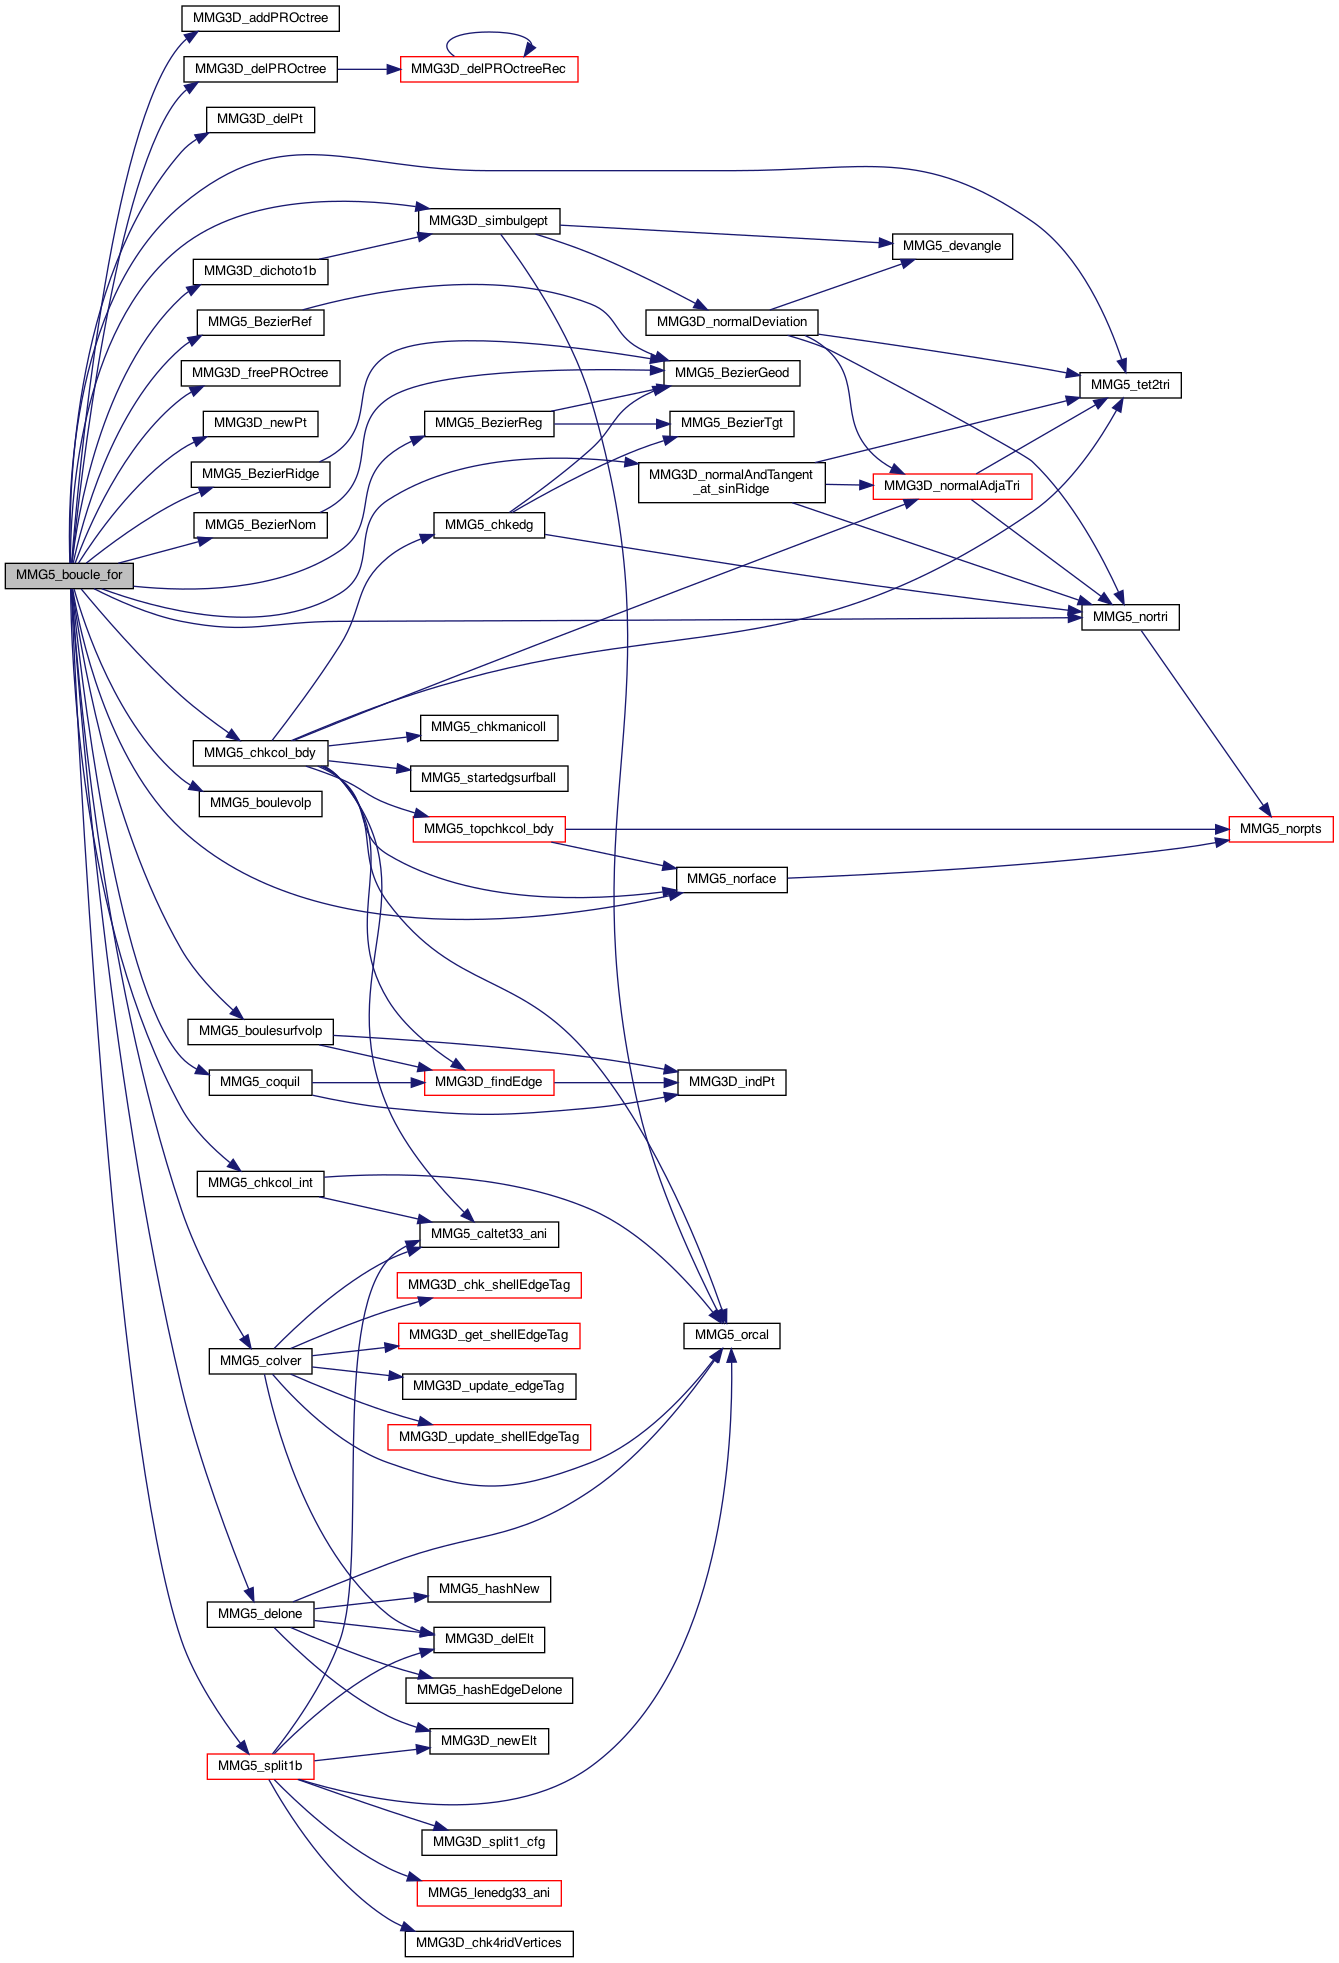 MMG3D_addPROctree
MMG3D_delPROctree
MMG3D_delPROctreeRec
MMG3D_delPt
MMG3D_simbulgept
MMG5_devangle
MMG3D_dichoto1b
MMG5_BezierRef
MMG3D_normalDeviation
MMG3D_freePROctree
MMG5_BezierGeod
MMG5_tet2tri
MMG3D_newPt
MMG5_BezierReg
MMG5_BezierTgt
MMG5_BezierRidge
MMG3D_normalAndTangent
_at_sinRidge
MMG3D_normalAdjaTri
MMG5_BezierNom
MMG5_chkedg
MMG5_boucle_for
MMG5_nortri
MMG5_chkmanicoll
MMG5_chkcol_bdy
MMG5_startedgsurfball
MMG5_boulevolp
MMG5_topchkcol_bdy
MMG5_norpts
MMG5_norface
MMG5_boulesurfvolp
MMG5_coquil
MMG3D_findEdge
MMG3D_indPt
MMG5_chkcol_int
MMG5_caltet33_ani
MMG3D_chk_shellEdgeTag
MMG3D_get_shellEdgeTag
MMG5_orcal
MMG5_colver
MMG3D_update_edgeTag
MMG3D_update_shellEdgeTag
MMG5_hashNew
MMG5_delone
MMG3D_delElt
MMG5_hashEdgeDelone
MMG3D_newElt
MMG5_split1b
MMG3D_split1_cfg
MMG5_lenedg33_ani
MMG3D_chk4ridVertices